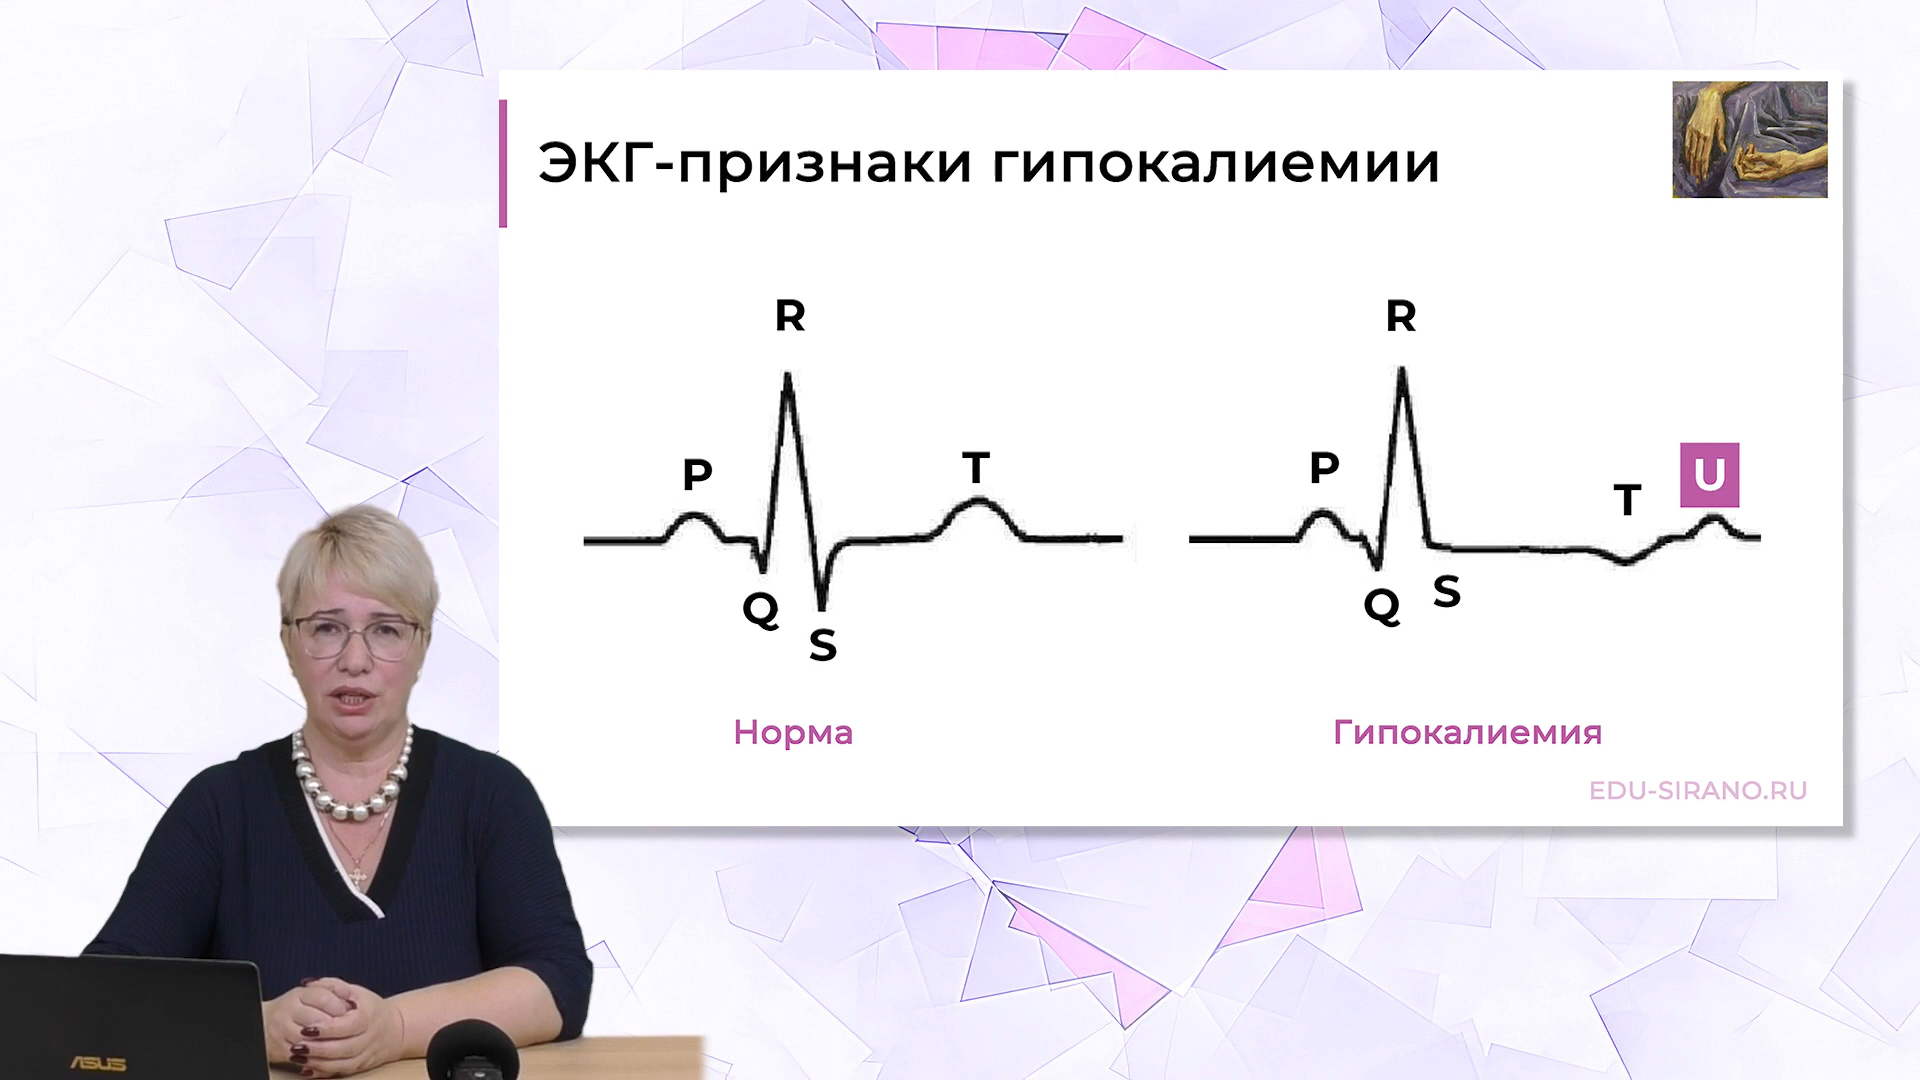 ЭКГ-признаки гипокалиемии
R
P
T
Q
S
Норма
R
P
T
U
Q
S
Гипокалиемия
EDU-SIRANO.RU
ASUS